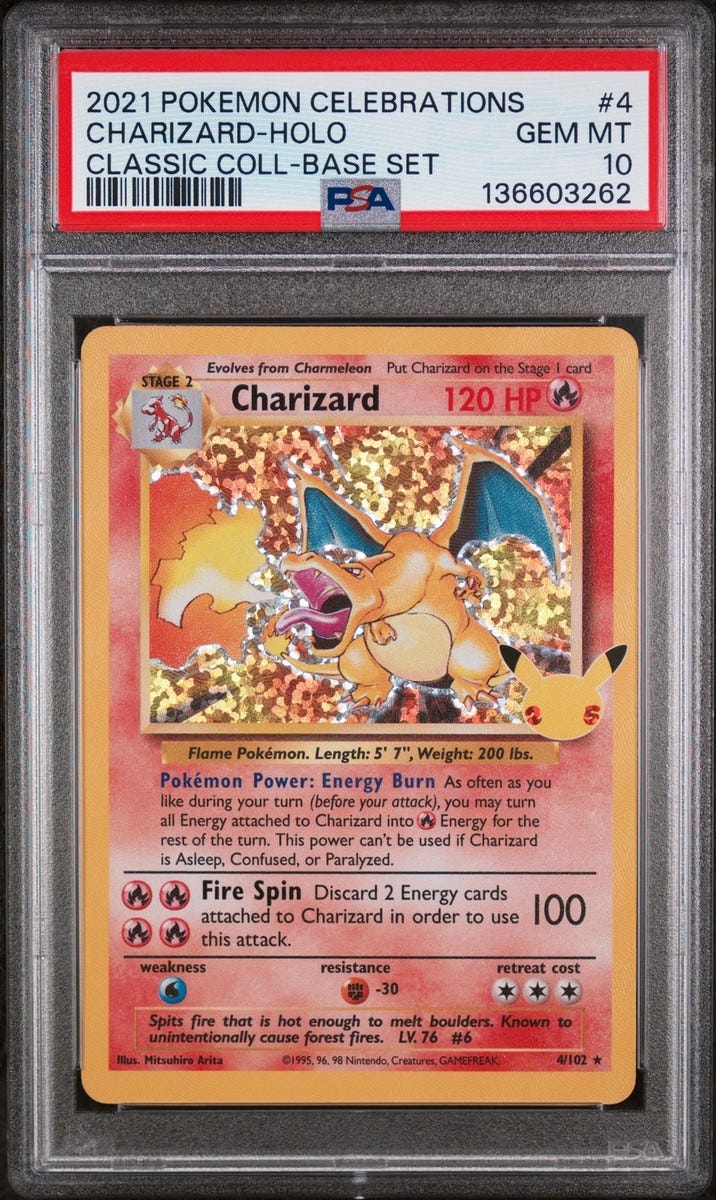 2021 POKEMON CELEBRATIONS #4
CHARIZARD-HOLO GEM MT
CLASSIC COLL-BASE SET 10
PSA 136603262
Evolves from Charmeleon Put Charizard on the Stage 1 card
STAGE 2
Charizard 120 HP
25
Flame Pokémon. Length: 5' 7", Weight: 200 lbs.
Pokémon Power: Energy Burn As often as you
like during your turn (before your attack), you may turn
all Energy attached to Charizard into Energy for the
rest of the turn. This power can't be used if Charizard
is Asleep, Confused, or Paralyzed.
Fire Spin Discard 2 Energy cards
attached to Charizard in order to use 100
this attack.
weakness resistance retreat cost
-30
Spits fire that is hot enough to melt boulders. Known to
unintentionally cause forest fires. LV. 76 #6
Illus. Mitsuhiro Arita ©1995, 96, 98 Nintendo, Creatures, GAMEFREAK. 4/102 ★
PSA